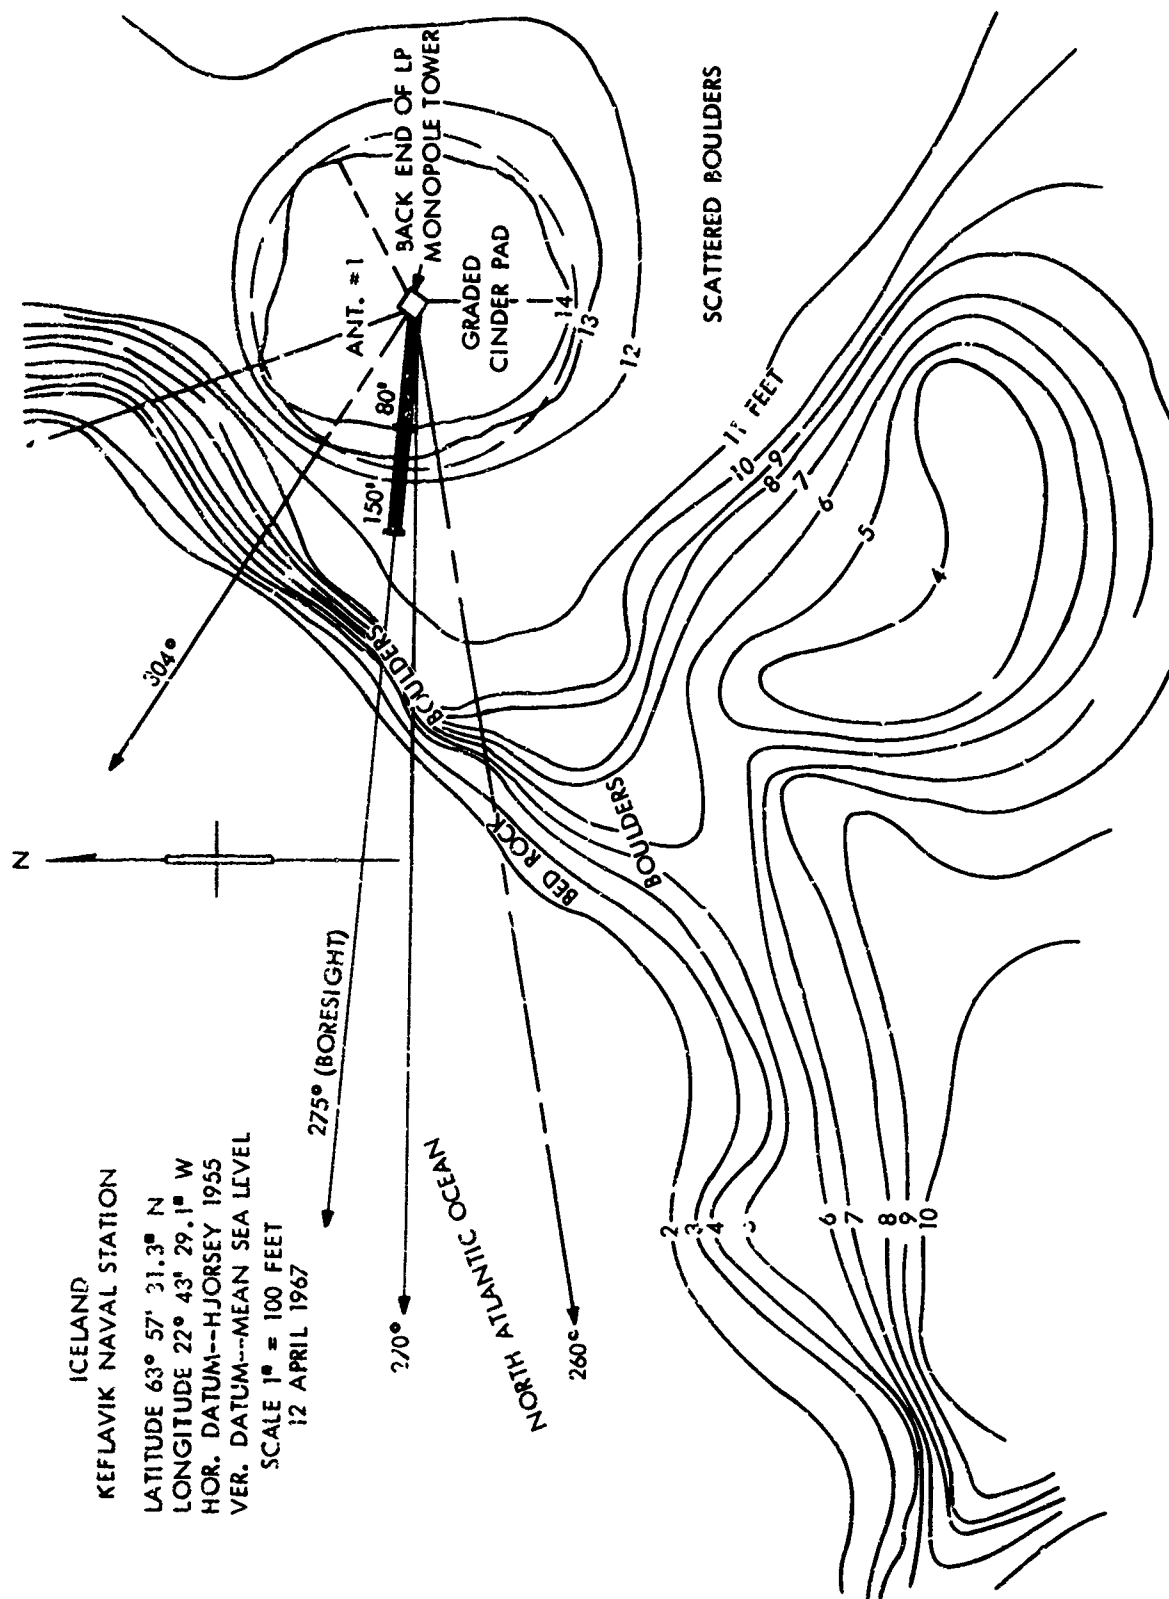 ICELAND
KEFLAVIK NAVAL STATION
LATITUDE 63° 57' 31.3" N
LONGITUDE 22° 43' 29.1" W
HOR. DATUM--HJORSEY 1955
VER. DATUM--MEAN SEA LEVEL
SCALE 1" = 100 FEET
12 APRIL 1967
N
304°
275° (BORESIGHT)
270°
260°
NORTH ATLANTIC OCEAN
ANT. #1
BACK END OF LP
MONOPOLE TOWER
GRADED
CINDER PAD
80'
150'
14
13
12
SCATTERED BOULDERS
BOULDERS
BED ROCK
BOULDERS
11 FEET
10
9
8
7
6
5
4
2
3
4
5
6
7
8
9
10